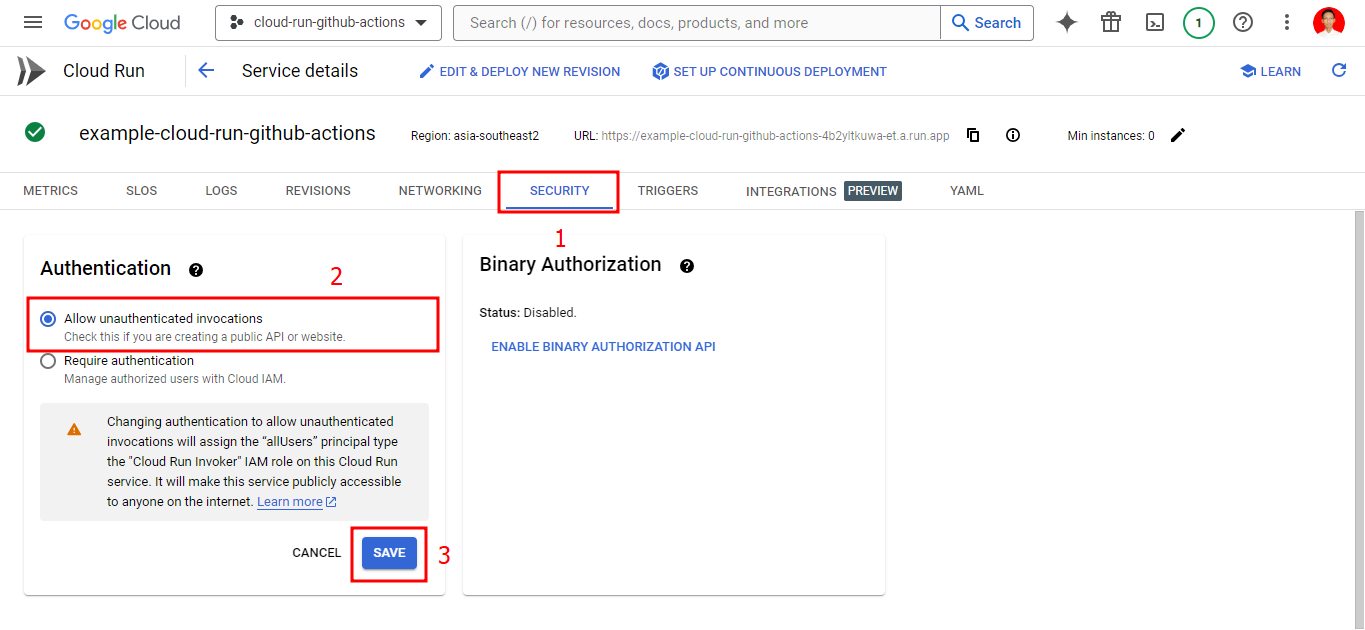 Google Cloud
cloud-run-github-actions
Search (/) for resources, docs, products, and more
Search
1
Cloud Run
Service details
EDIT & DEPLOY NEW REVISION
SET UP CONTINUOUS DEPLOYMENT
LEARN
example-cloud-run-github-actions
Region: asia-southeast2
URL: https://example-cloud-run-github-actions-4b2yltkuwa-et.a.run.app
Min instances: 0
METRICS
SLOS
LOGS
REVISIONS
NETWORKING
SECURITY
TRIGGERS
INTEGRATIONS PREVIEW
YAML
1
Authentication
2
Allow unauthenticated invocations
Check this if you are creating a public API or website.
Require authentication
Manage authorized users with Cloud IAM.
Changing authentication to allow unauthenticated
invocations will assign the “allUsers” principal type
the "Cloud Run Invoker" IAM role on this Cloud Run
service. It will make this service publicly accessible
to anyone on the internet. Learn more
CANCEL
SAVE
3
Binary Authorization
Status: Disabled.
ENABLE BINARY AUTHORIZATION API